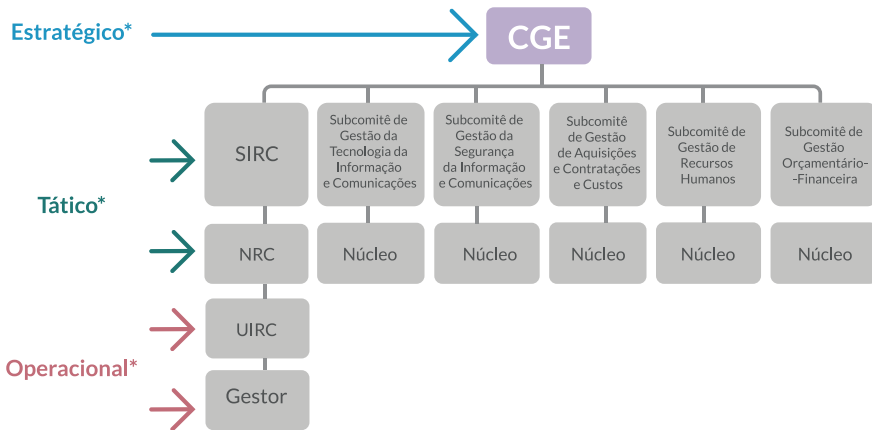 Estratégico*
CGE
SIRC
Subcomitê de
Gestão da
Tecnologia da
Informação
e Comunicações
Subcomitê de
Gestão da
Segurança
da Informação
e Comunicações
Subcomitê
de Gestão
de Aquisições
e Contratações
e Custos
Subcomitê de
Gestão de
Recursos
Humanos
Subcomitê de
Gestão
Orçamentário-
-Financeira
Tático*
NRC
Núcleo
Núcleo
Núcleo
Núcleo
Núcleo
UIRC
Operacional*
Gestor